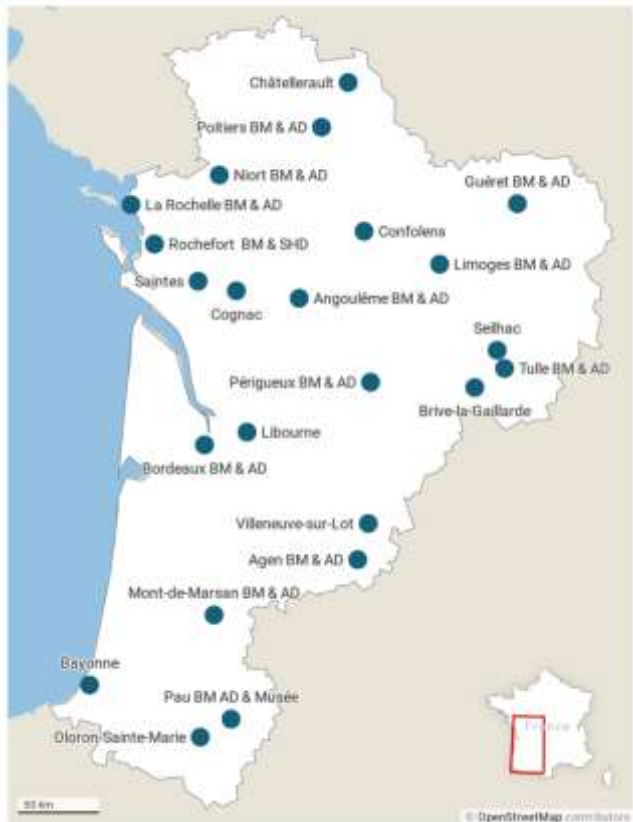 Châtellerault
Poitiers BM & AD
Niort BM & AD
Guéret BM & AD
La Rochelle BM & AD
Confolens
Rochefort BM & SHD
Limoges BM & AD
Saintes
Cognac
Angoulême BM & AD
Seilhac
Tulle BM & AD
Périgueux BM & AD
Brive-la-Gaillarde
Libourne
Bordeaux BM & AD
Villeneuve-sur-Lot
Agen BM & AD
Mont-de-Marsan BM & AD
Bayonne
Pau BM AD & Musée
Oloron-Sainte-Marie
France
50 km
© OpenStreetMap contributors